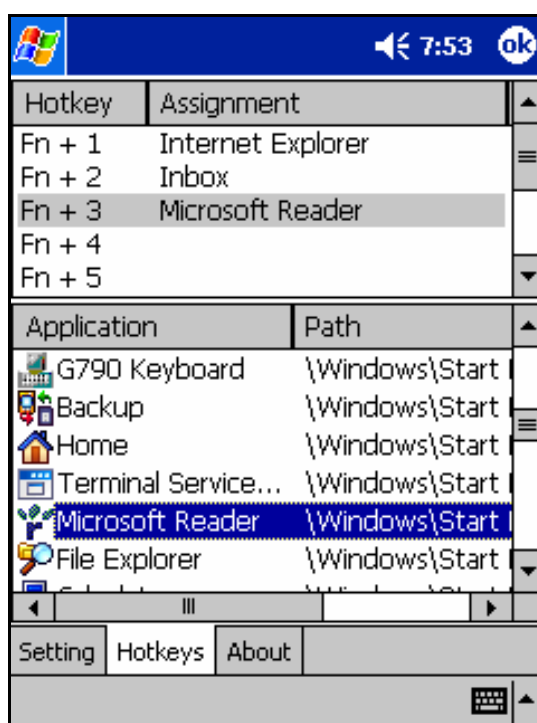 7:53 ok
Hotkey Assignment
Fn + 1 Internet Explorer
Fn + 2 Inbox
Fn + 3 Microsoft Reader
Fn + 4
Fn + 5
Application Path
G790 Keyboard \Windows\Start
Backup \Windows\Start
Home \Windows\Start
Terminal Service... \Windows\Start
Microsoft Reader \Windows\Start
File Explorer \Windows\Start
Setting Hotkeys About